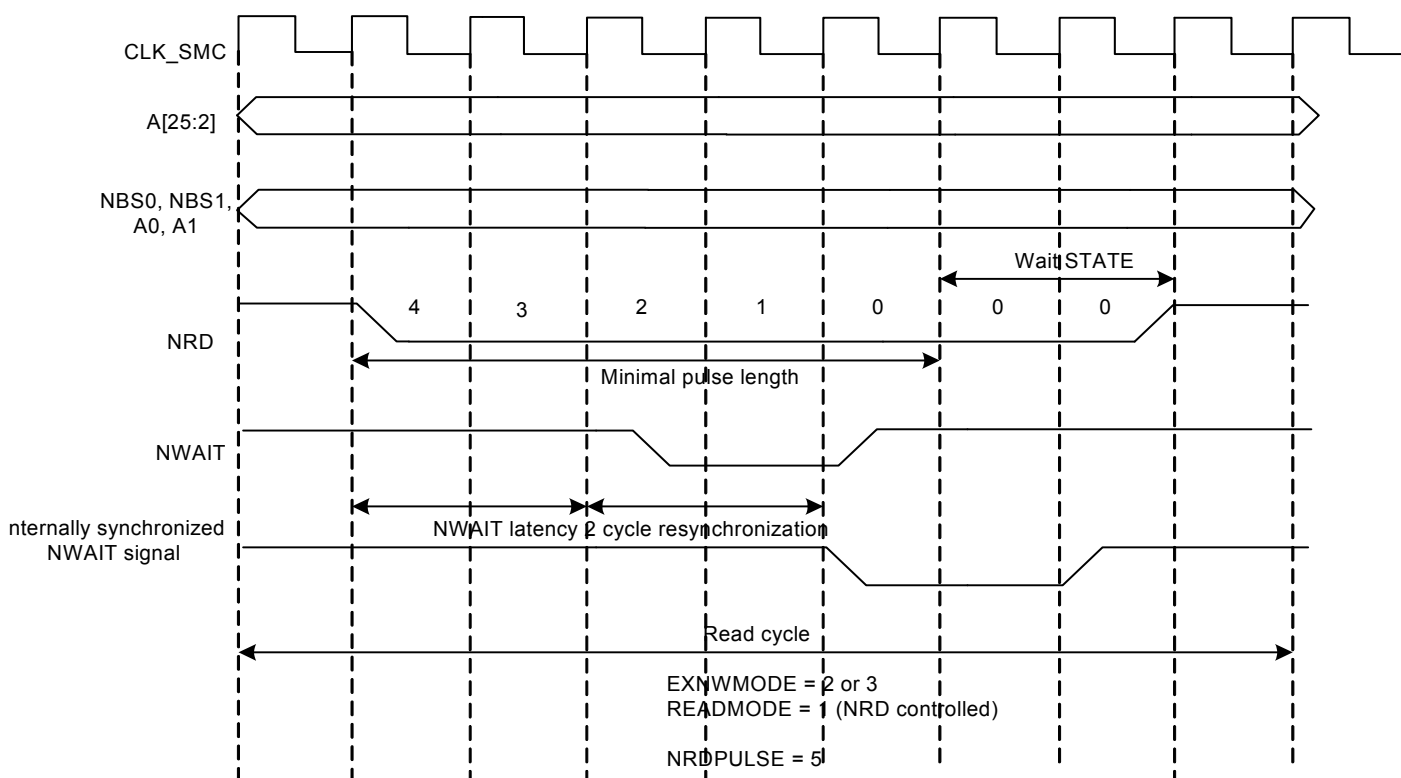 CLK_SMC
A[25:2]
NBS0, NBS1,
A0, A1
Wait STATE
4 3 2 1 0 0 0
NRD
Minimal pulse length
NWAIT
NWAIT latency 2 cycle resynchronization
nternally synchronized
NWAIT signal
Read cycle
EXNWMODE = 2 or 3
READMODE = 1 (NRD controlled)
NRDPULSE = 5